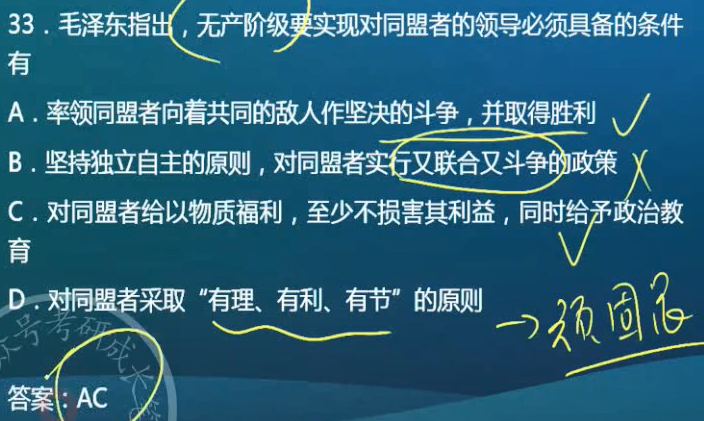 33．毛泽东指出，无产阶级要实现对同盟者的领导必须具备的条件
有
A．率领同盟者向着共同的敌人作坚决的斗争，并取得胜利
B．坚持独立自主的原则，对同盟者实行又联合又斗争的政策
C．对同盟者给以物质福利，至少不损害其利益，同时给予政治教
育
D．对同盟者采取“有理、有利、有节”的原则
→顽固派
答案：AC